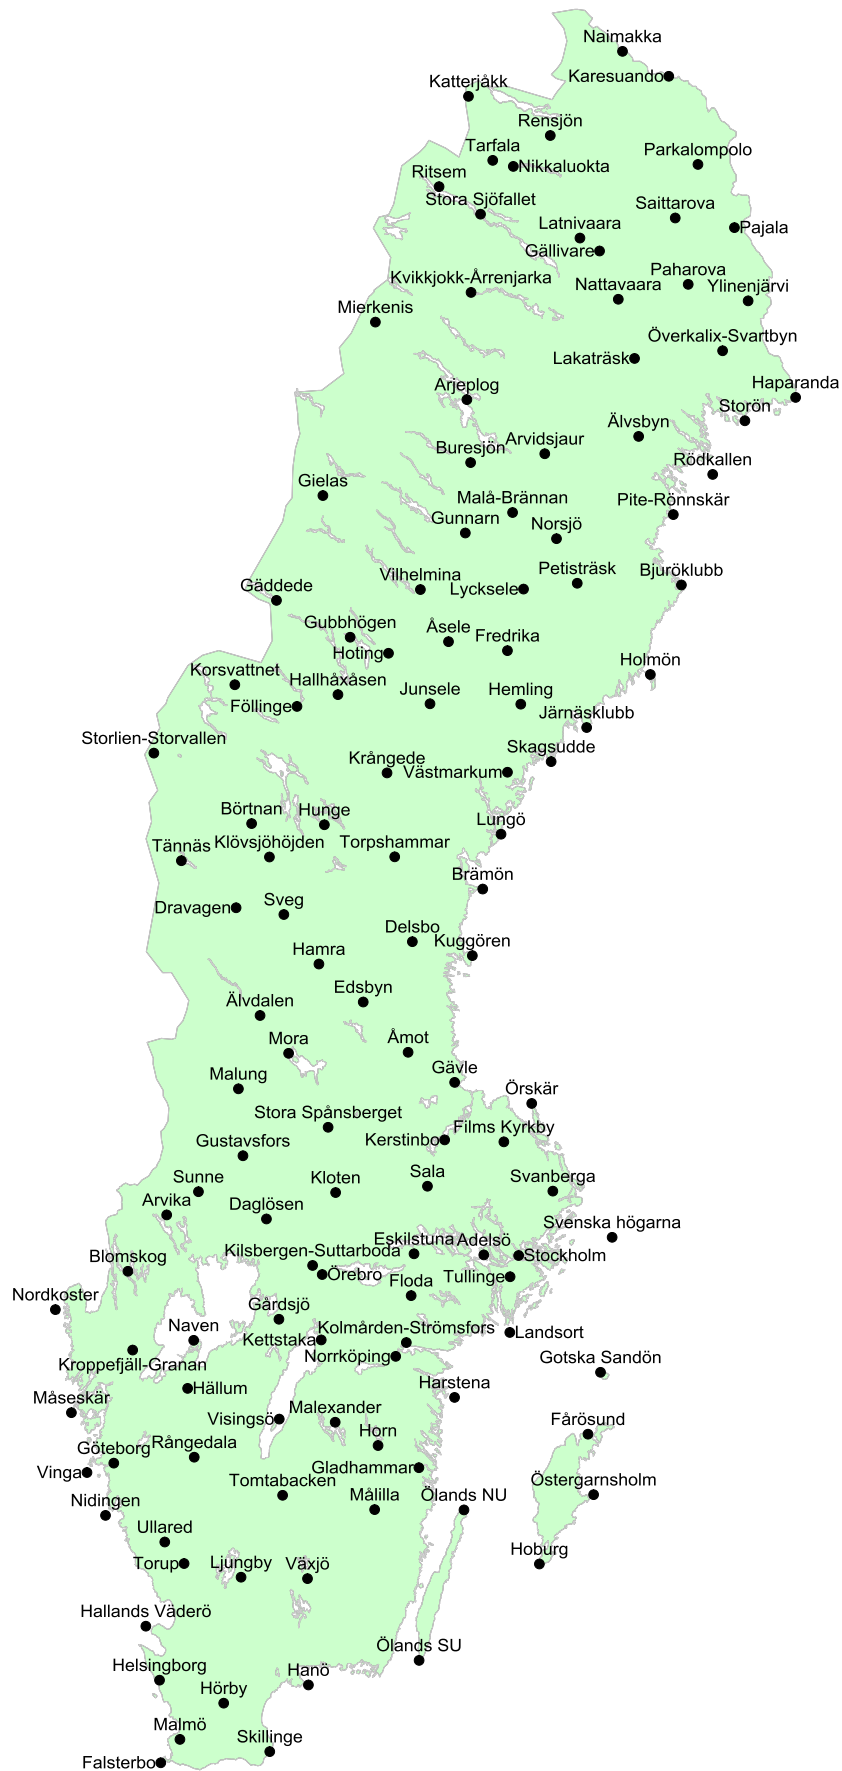 Naimakka
Karesuando
Katterjåkk
Rensjön
Tarfala
Parkalompolo
Nikkaluokta
Ritsem
Stora Sjöfallet
Saittarova
Latnivaara
Pajala
Gällivare
Paharova
Kvikkjokk-Årrenjarka
Nattavaara
Ylinenjärvi
Mierkenis
Överkalix-Svartbyn
Lakaträsk
Haparanda
Arjeplog
Storön
Älvsbyn
Arvidsjaur
Buresjön
Rödkallen
Gielas
Malå-Brännan
Pite-Rönnskär
Gunnarn
Norsjö
Petisträsk
Bjuröklubb
Vilhelmina
Gäddede
Lycksele
Gubbhögen
Åsele
Fredrika
Hoting
Holmön
Korsvattnet
Hallhåxåsen
Junsele
Hemling
Föllinge
Järnäsklubb
Storlien-Storvallen
Skagsudde
Krångede
Västmarkum
Börtnan
Hunge
Lungö
Tännäs
Klövsjöhöjden
Torpshammar
Brämön
Sveg
Dravagen
Delsbo
Kuggören
Hamra
Edsbyn
Älvdalen
Mora
Åmot
Gävle
Malung
Örskär
Stora Spånsberget
Films Kyrkby
Kerstinbo
Gustavsfors
Sunne
Kloten
Sala
Svanberga
Arvika
Daglösen
Svenska högarna
Eskilstuna
Adelsö
Kilsbergen-Suttarboda
Stockholm
Blomskog
Örebro
Floda
Tullinge
Nordkoster
Gårdsjö
Naven
Kolmården-Strömsfors
Landsort
Kettstaka
Norrköping
Gotska Sandön
Kroppefjäll-Granan
Hällum
Harstena
Måseskär
Malexander
Visingsö
Fårösund
Horn
Rångedala
Göteborg
Gladhammar
Vinga
Tomtabacken
Östergarnsholm
Målilla
Ölands NU
Nidingen
Ullared
Hoburg
Torup
Ljungby
Växjö
Hallands Väderö
Ölands SU
Helsingborg
Hanö
Hörby
Malmö
Skillinge
Falsterbo